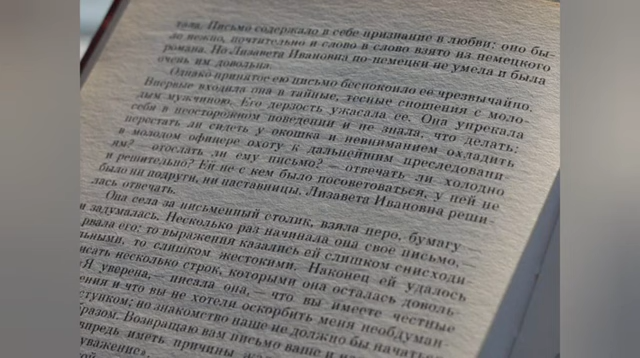 тала. Письмо содержало в себе признание в любви: оно бы-
ло нежно, почтительно и слово в слово взято из немецкого
романа. Но Лизавета Ивановна по-немецки не умела и была
очень им довольна.
Однако принятое ею письмо беспокоило ее чрезвычайно.
Впервые входила она в тайные, тесные сношения с моло-
дым мужчиною. Его дерзость ужасала ее. Она упрекала
себя в неосторожном поведении и не знала, что делать:
перестать ли сидеть у окошка и невниманием охладить
в молодом офицере охоту к дальнейшим преследовани-
ям? — отослать ли ему письмо? — отвечать ли холодно
и решительно? Ей не с кем было посоветоваться, у ней не
было ни подруги, ни наставницы. Лизавета Ивановна реши-
лась отвечать.
Она села за письменный столик, взяла перо, бумагу —
и задумалась. Несколько раз начинала она свое письмо,
рвала его: то выражения казались ей слишком снисходи-
льными, то слишком жестокими. Наконец ей удалось
исать несколько строк, которыми она осталась доволь-
«Я уверена, — писала она, — что вы имеете честные
ения и что вы не хотели оскорбить меня необдуман-
ступком; но знакомство наше не должно бы начаться
разом. Возвращаю вам письмо ваше и
впредь иметь причины
уважение».